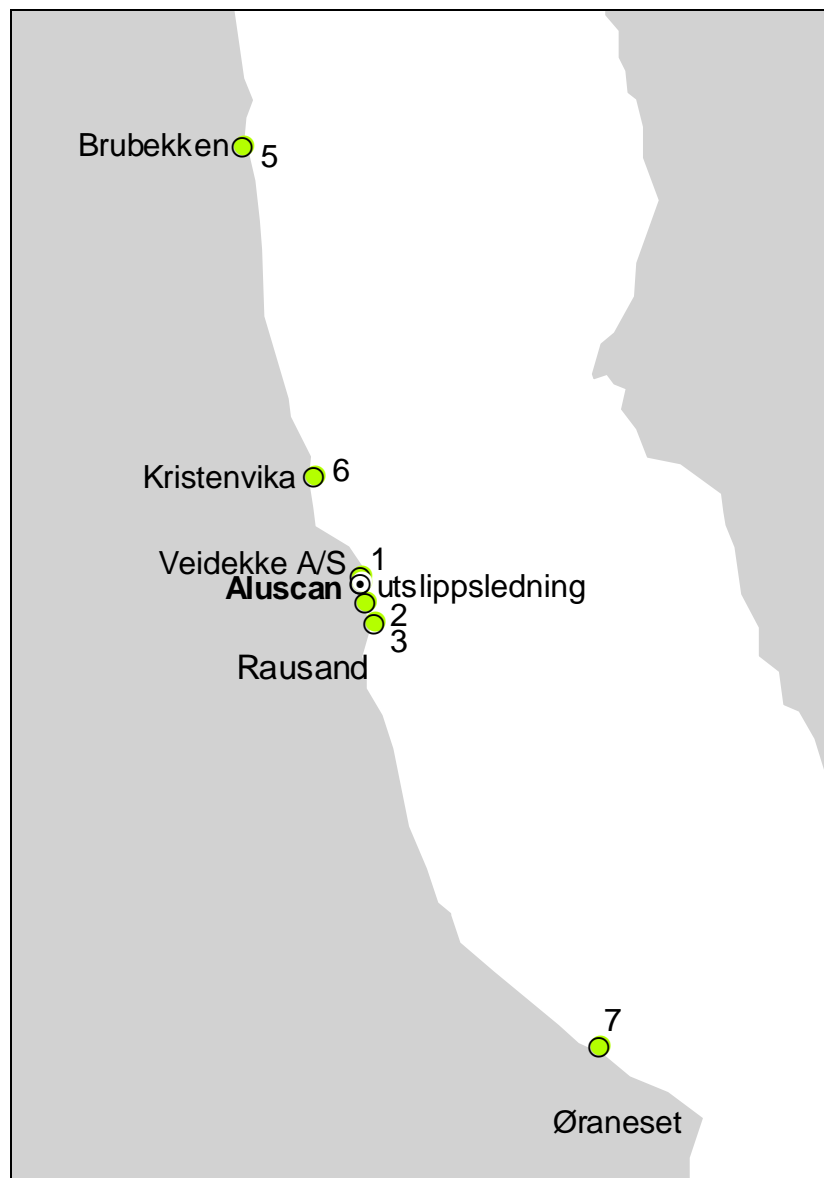 Brubekken
5
Kristenvika
6
Veidekke A/S
1
Aluscan
utslippsledning
2
3
Rausand
7
Øraneset